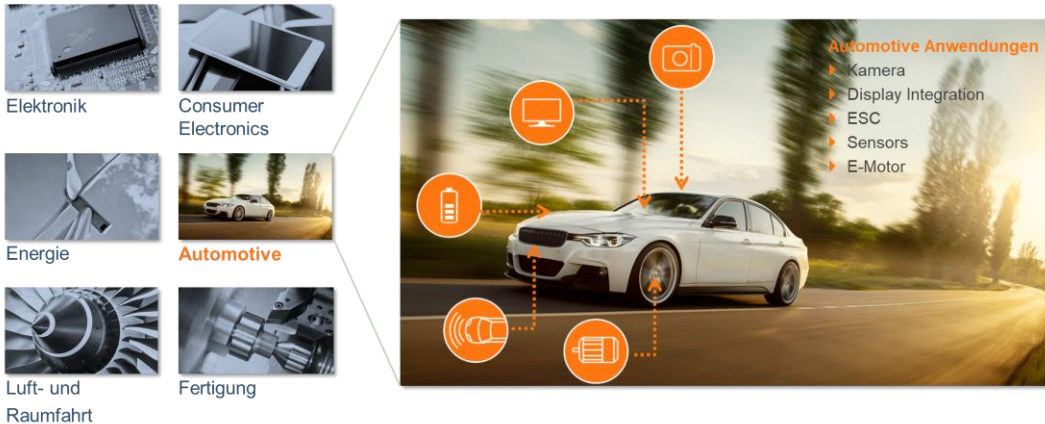 Elektronik
Consumer
Electronics
Energie
Automotive
Luft- und
Raumfahrt
Fertigung
Automotive Anwendungen
Kamera
Display Integration
ESC
Sensors
E-Motor